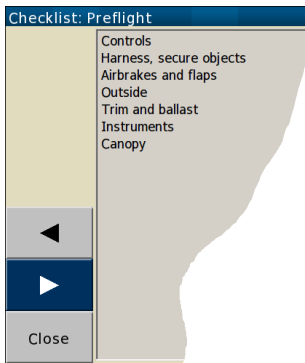 Checklist: Preflight
Controls
Harness, secure objects
Airbrakes and flaps
Outside
Trim and ballast
Instruments
Canopy
Close